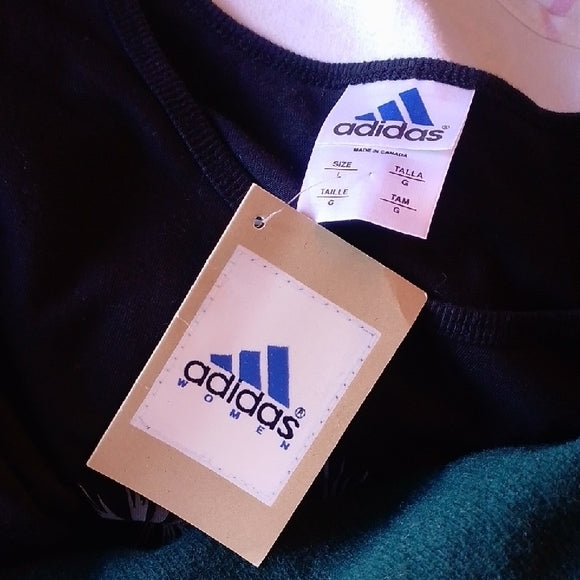 adidas®
MADE IN CANADA
SIZE TALLA
L G
TAILLE TAM
G G
adidas®
WOMEN